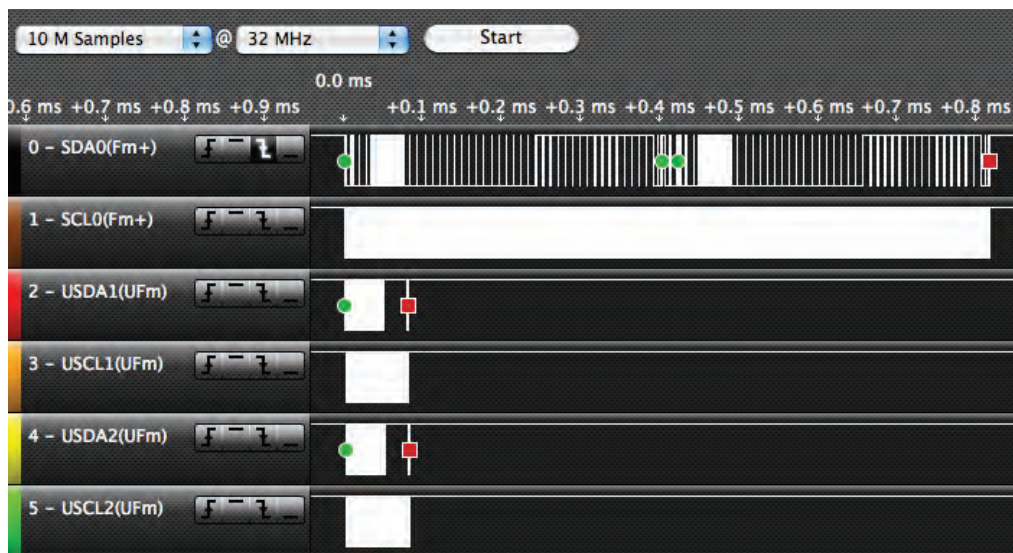 10 M Samples @ 32 MHz Start
0.0 ms
0.6 ms +0.7 ms +0.8 ms +0.9 ms +0.1 ms +0.2 ms +0.3 ms +0.4 ms +0.5 ms +0.6 ms +0.7 ms +0.8 ms
0 - SDA0(Fm+)
1 - SCL0(Fm+)
2 - USDA1(UFm)
3 - USCL1(UFm)
4 - USDA2(UFm)
5 - USCL2(UFm)